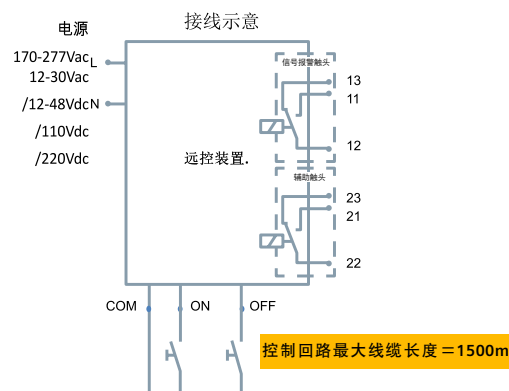 接线示意
电源
170-277Vac
L
12-30Vac
/12-48Vdc
N
/110Vdc
/220Vdc
信号报警触头
13
11
12
远控装置.
辅助触头
23
21
22
COM
ON
OFF
控制回路最大线缆长度＝1500m